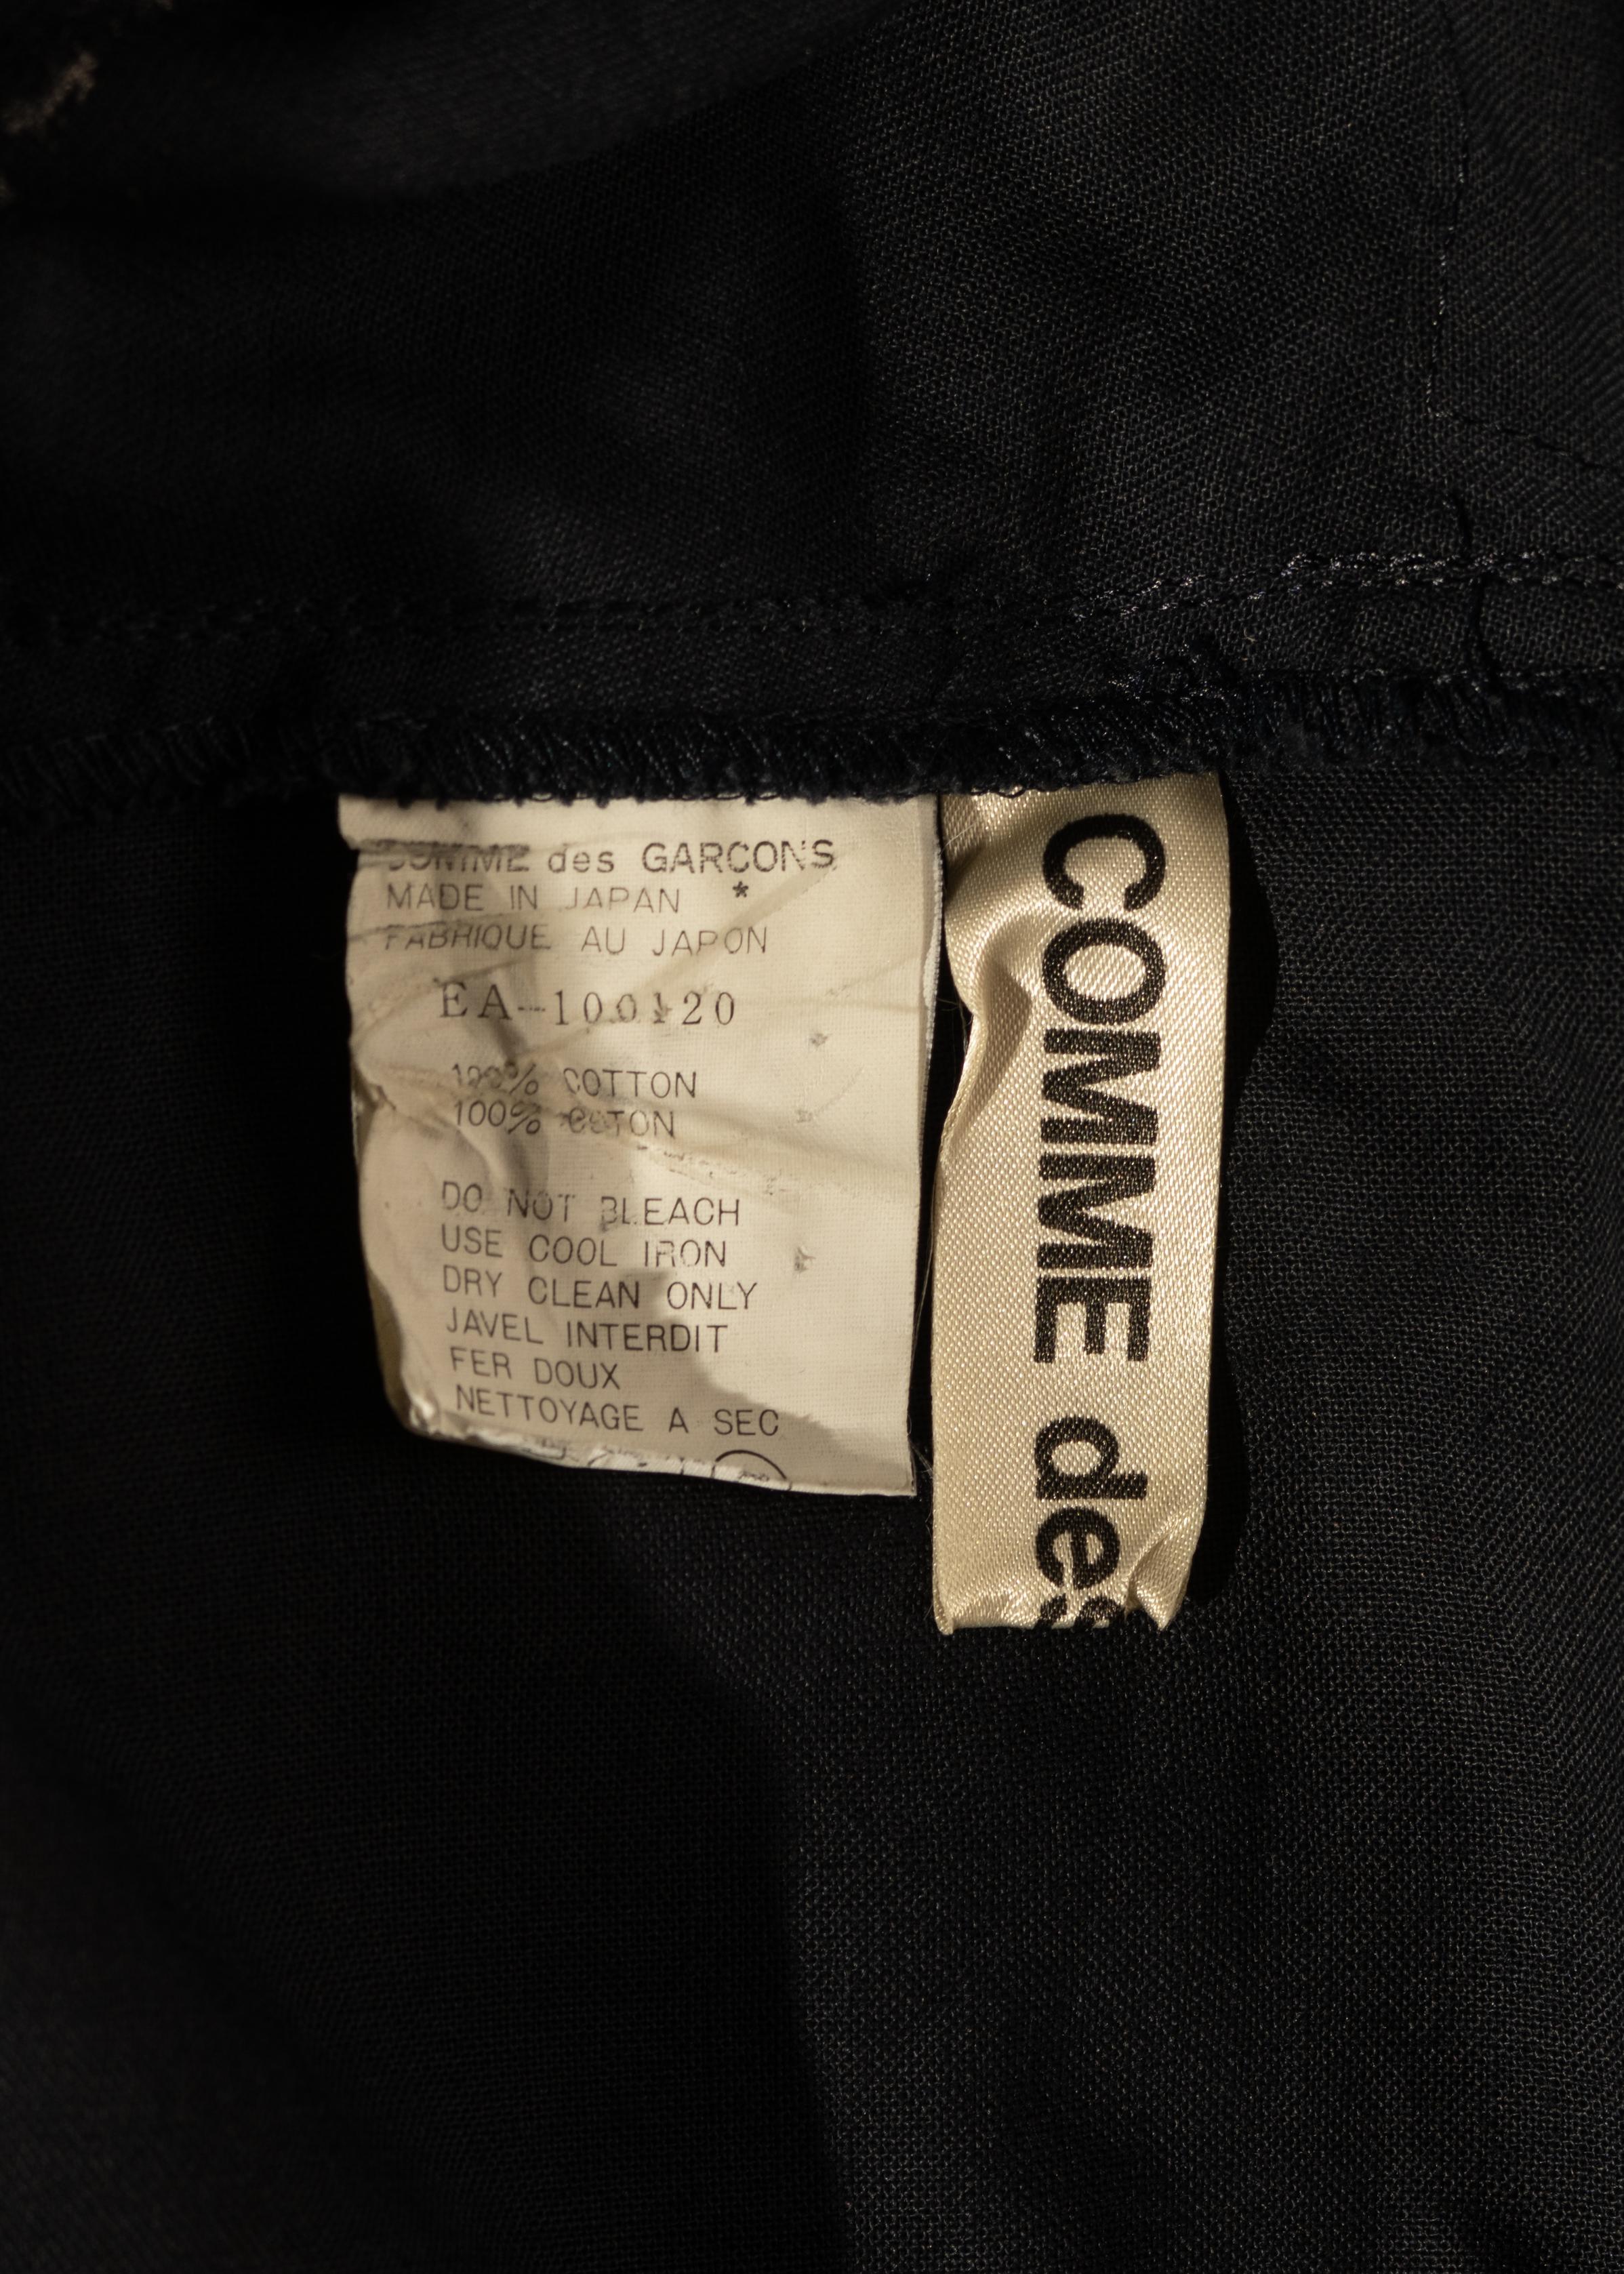 COMME des GARCONS
MADE IN JAPAN *
FABRIQUE AU JAPON
EA-100120
100% COTTON
100% COTON
DO NOT BLEACH
USE COOL IRON
DRY CLEAN ONLY
JAVEL INTERDIT
FER DOUX
NETTOYAGE A SEC
COMME des